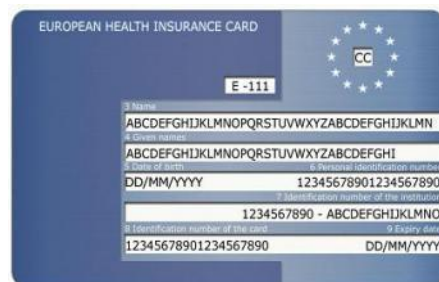 EUROPEAN HEALTH INSURANCE CARD
CC
E -111
3 Name
ABCDEFGHIJKLMNOPQRSTUVWXYZABCDEFGHIJKLMN
4 Given names
ABCDEFGHIJKLMNOPQRSTUVWXYZABCDEFGHI
5 Date of birth 6 Personal identification number
DD/MM/YYYY 12345678901234567890
7 Identification number of the institution
1234567890 - ABCDEFGHIJKLMNO
8 Identification number of the card 9 Expiry date
12345678901234567890 DD/MM/YYYY